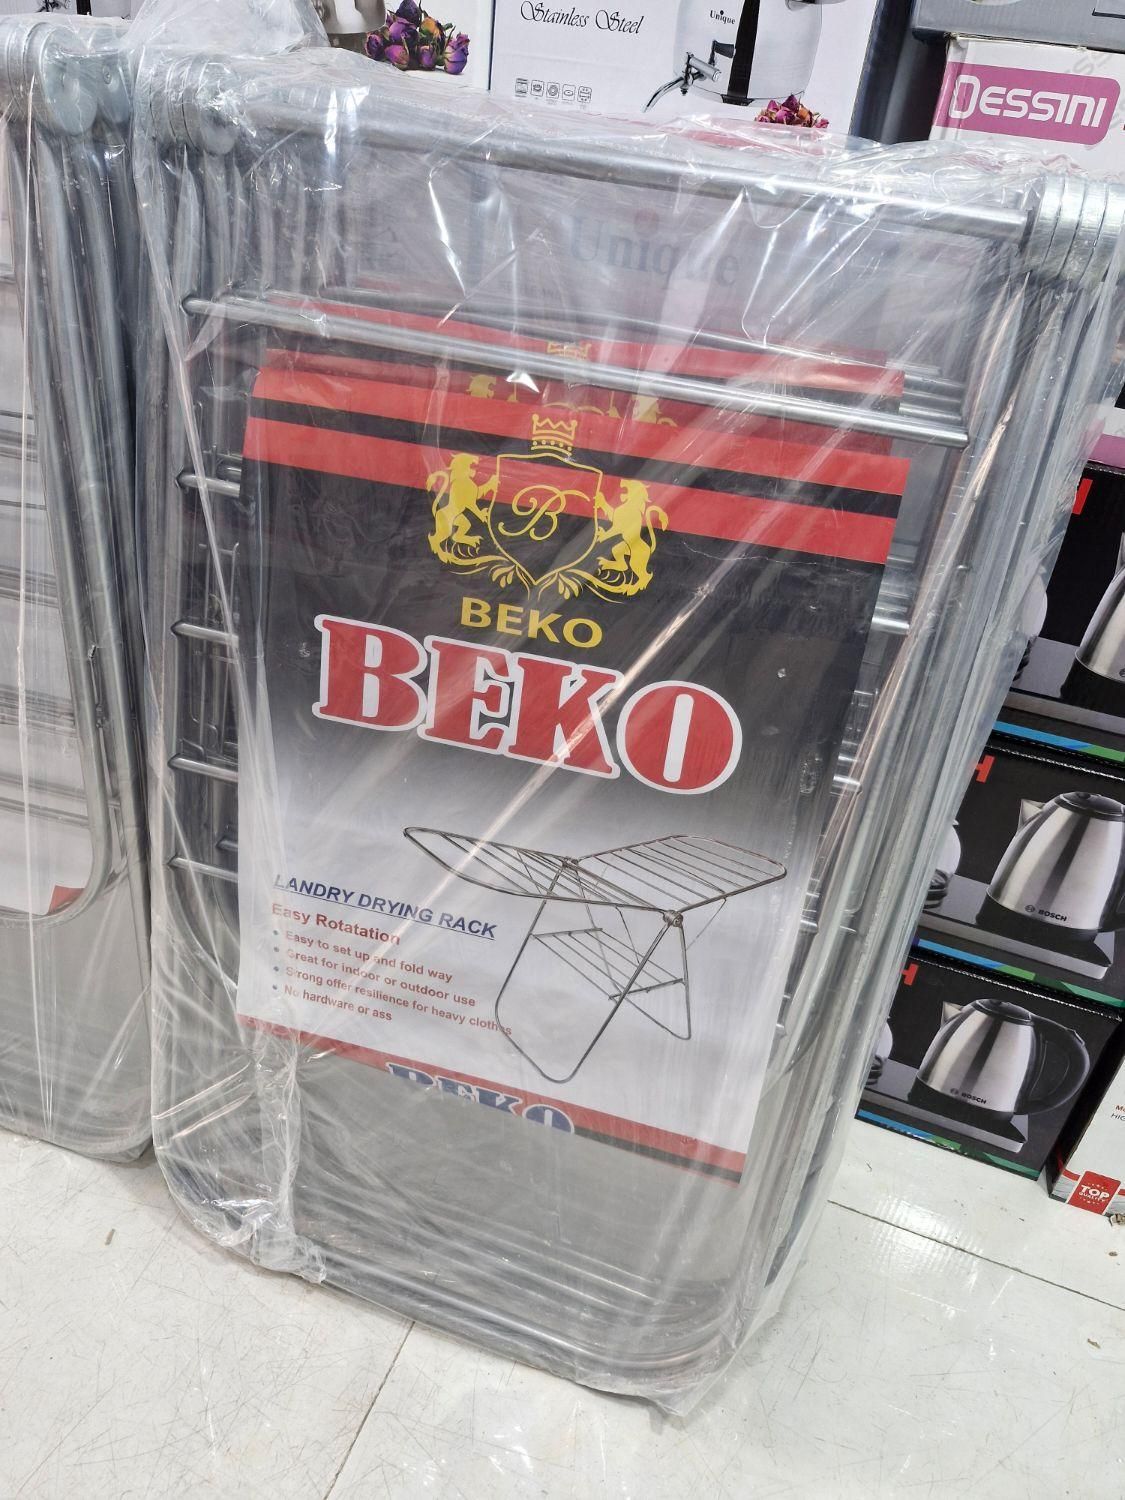 Stainless Steel
Unique
DESSINI
Unique
B
BEKO
BEKO
LANDRY DRYING RACK
Easy Rotatation
• Easy to set up and fold way
• Great for indoor or outdoor use
• Strong offer resilience for heavy clothes
• No hardware or ass
BEKO
H
H
BOSCH
H
BOSCH
TOP
QUALITY